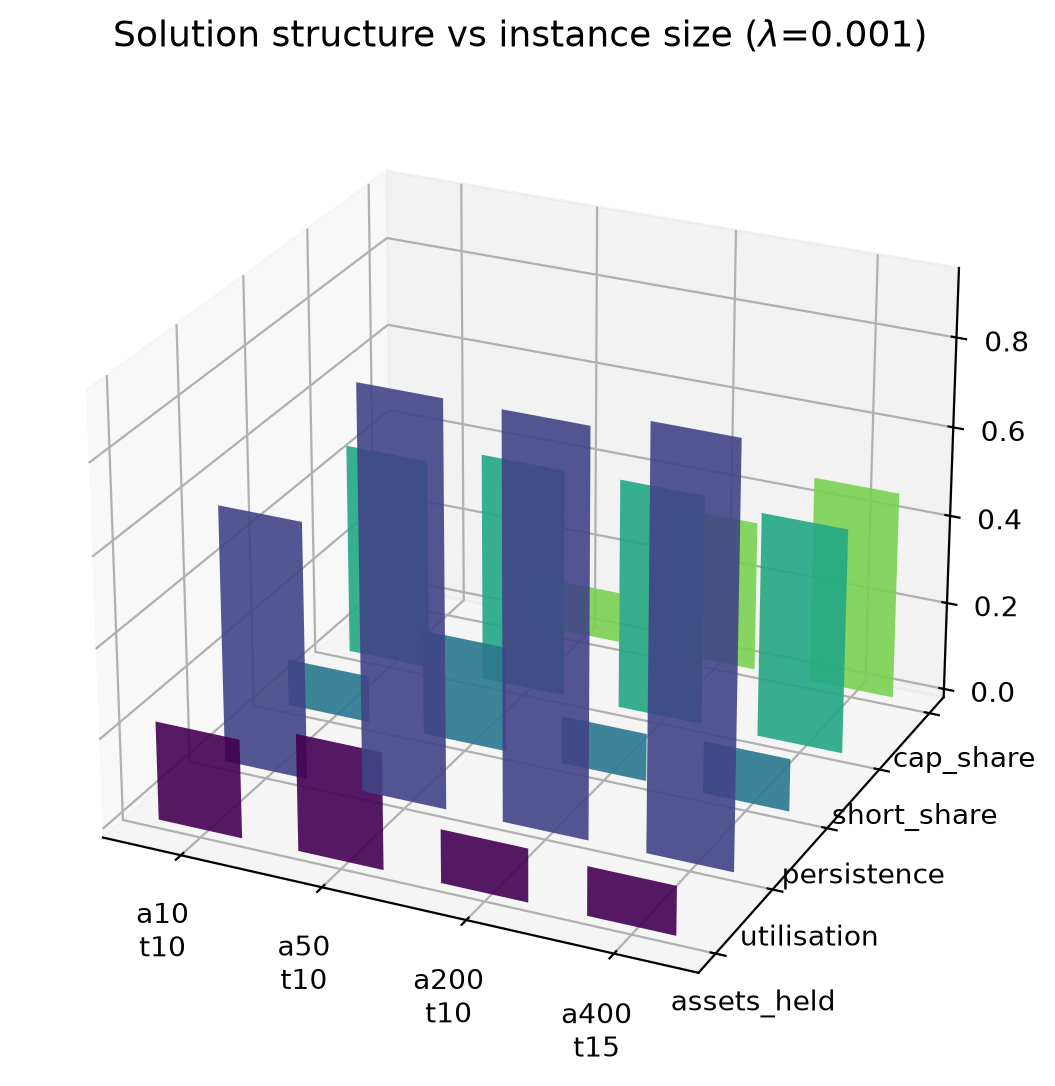 Solution structure vs instance size (λ=0.001)
0.8
0.6
0.4
0.2
0.0
cap_share
short_share
persistence
utilisation
assets_held
a10
t10
a50
t10
a200
t10
a400
t15